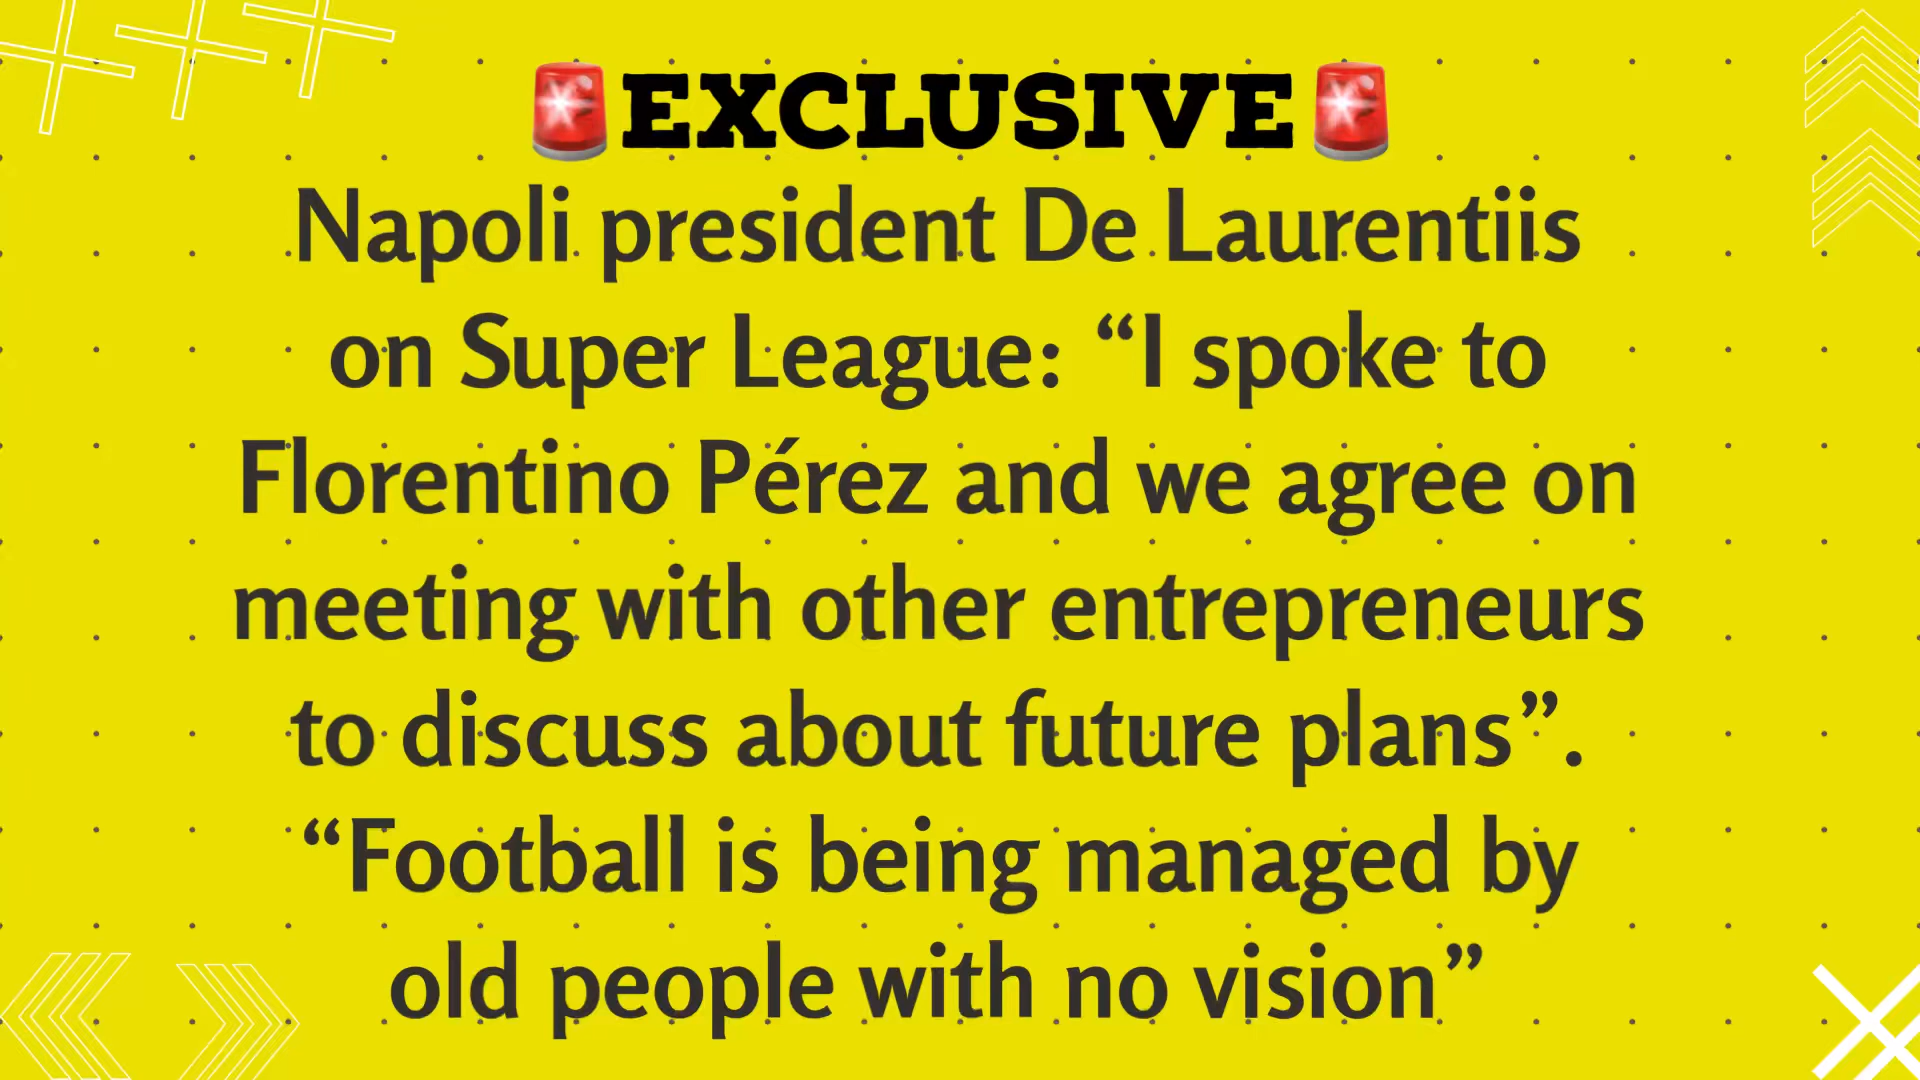 🚨EXCLUSIVE🚨
Napoli president De Laurentiis
on Super League: “I spoke to
Florentino Pérez and we agree on
meeting with other entrepreneurs
to discuss about future plans”.
“Football is being managed by
old people with no vision”